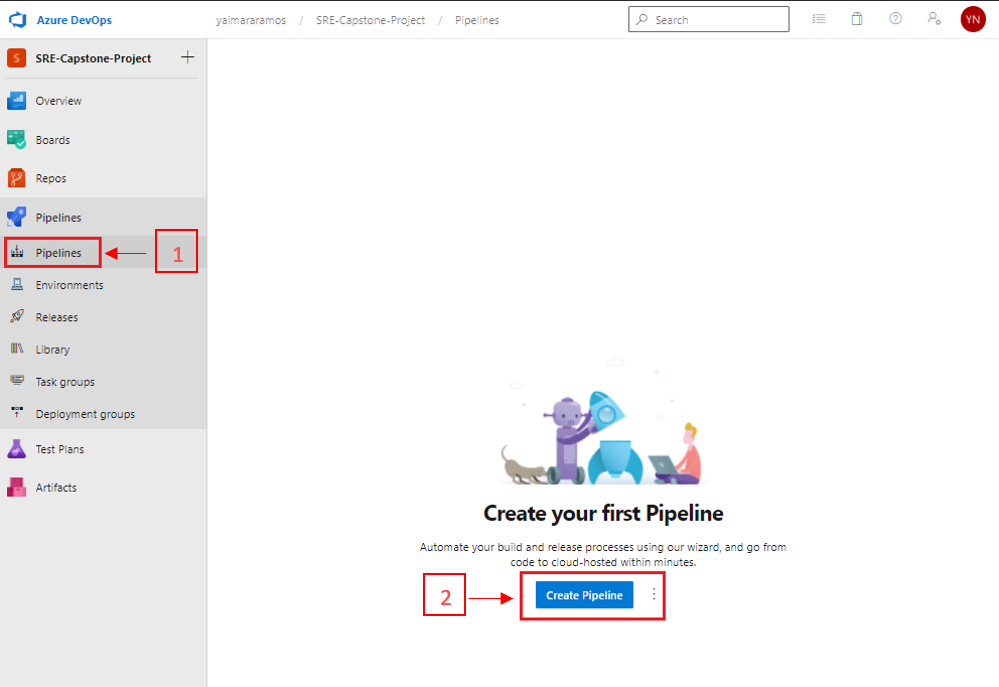 Azure DevOps
yaimararamos / SRE-Capstone-Project / Pipelines
Search
YN
S
SRE-Capstone-Project
Overview
Boards
Repos
Pipelines
Pipelines
1
Environments
Releases
Library
Task groups
Deployment groups
Test Plans
Artifacts
Create your first Pipeline
Automate your build and release processes using our wizard, and go from
code to cloud-hosted within minutes.
2
Create Pipeline